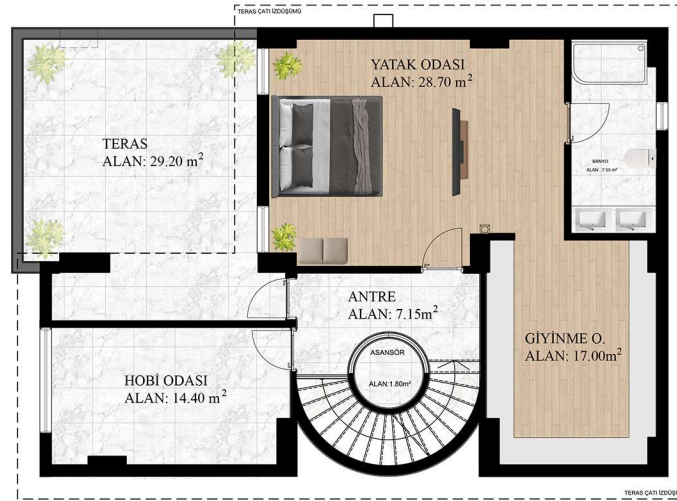 TERAS ÇATI İZDÜŞÜMÜ
YATAK ODASI
ALAN: 28.70 m²
TERAS
ALAN: 29.20 m²
BANYO
ALAN : 7.55 m²
ANTRE
ALAN: 7.15m²
GİYİNME O.
ALAN: 17.00m²
ASANSÖR
ALAN:1.80m²
HOBİ ODASI
ALAN: 14.40 m²
TERAS ÇATI İZDÜŞÜ